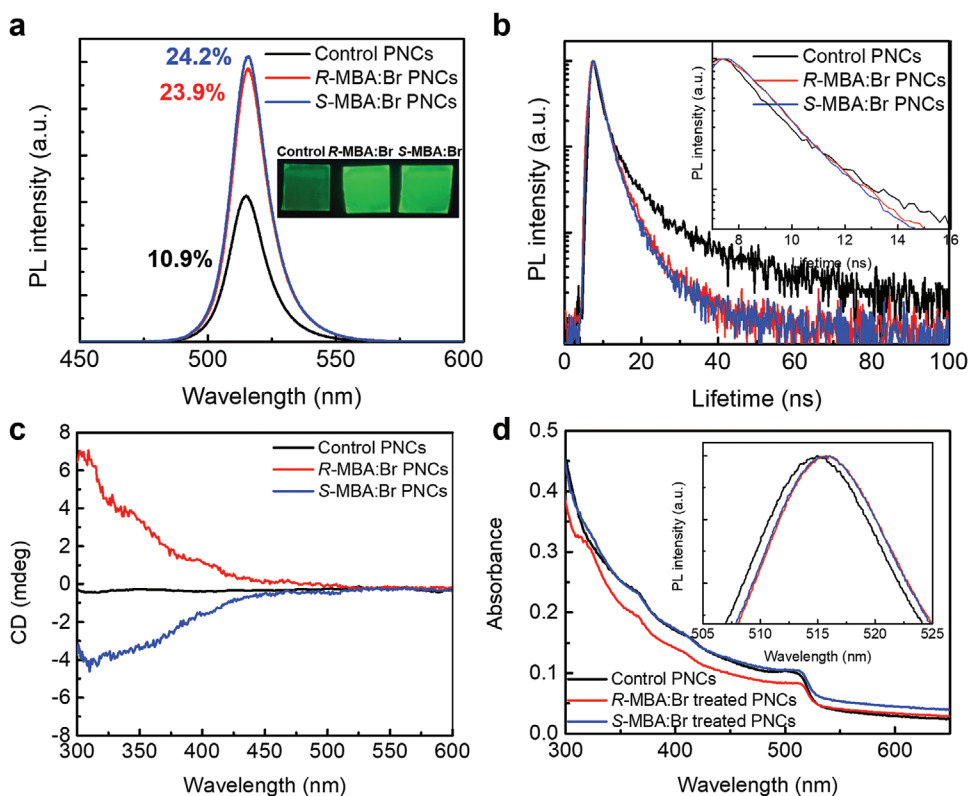 a
24.2%
23.9%
10.9%
Control PNCs
R-MBA:Br PNCs
S-MBA:Br PNCs
Control R-MBA:Br S-MBA:Br
PL intensity (a.u.)
450 500 550 600
Wavelength (nm)
b
Control PNCs
R-MBA:Br PNCs
S-MBA:Br PNCs
PL intensity (a.u.)
8 10 12 14 16
Lifetime (ns)
PL intensity (a.u.)
0 20 40 60 80 100
Lifetime (ns)
c
Control PNCs
R-MBA:Br PNCs
S-MBA:Br PNCs
CD (mdeg)
8
6
4
2
0
-2
-4
-6
-8
300 350 400 450 500 550 600
Wavelength (nm)
d
PL intensity (a.u.)
505 510 515 520 525
Wavelength (nm)
Absorbance
0.5
0.4
0.3
0.2
0.1
0.0
Control PNCs
R-MBA:Br treated PNCs
S-MBA:Br treated PNCs
300 400 500 600
Wavelength (nm)